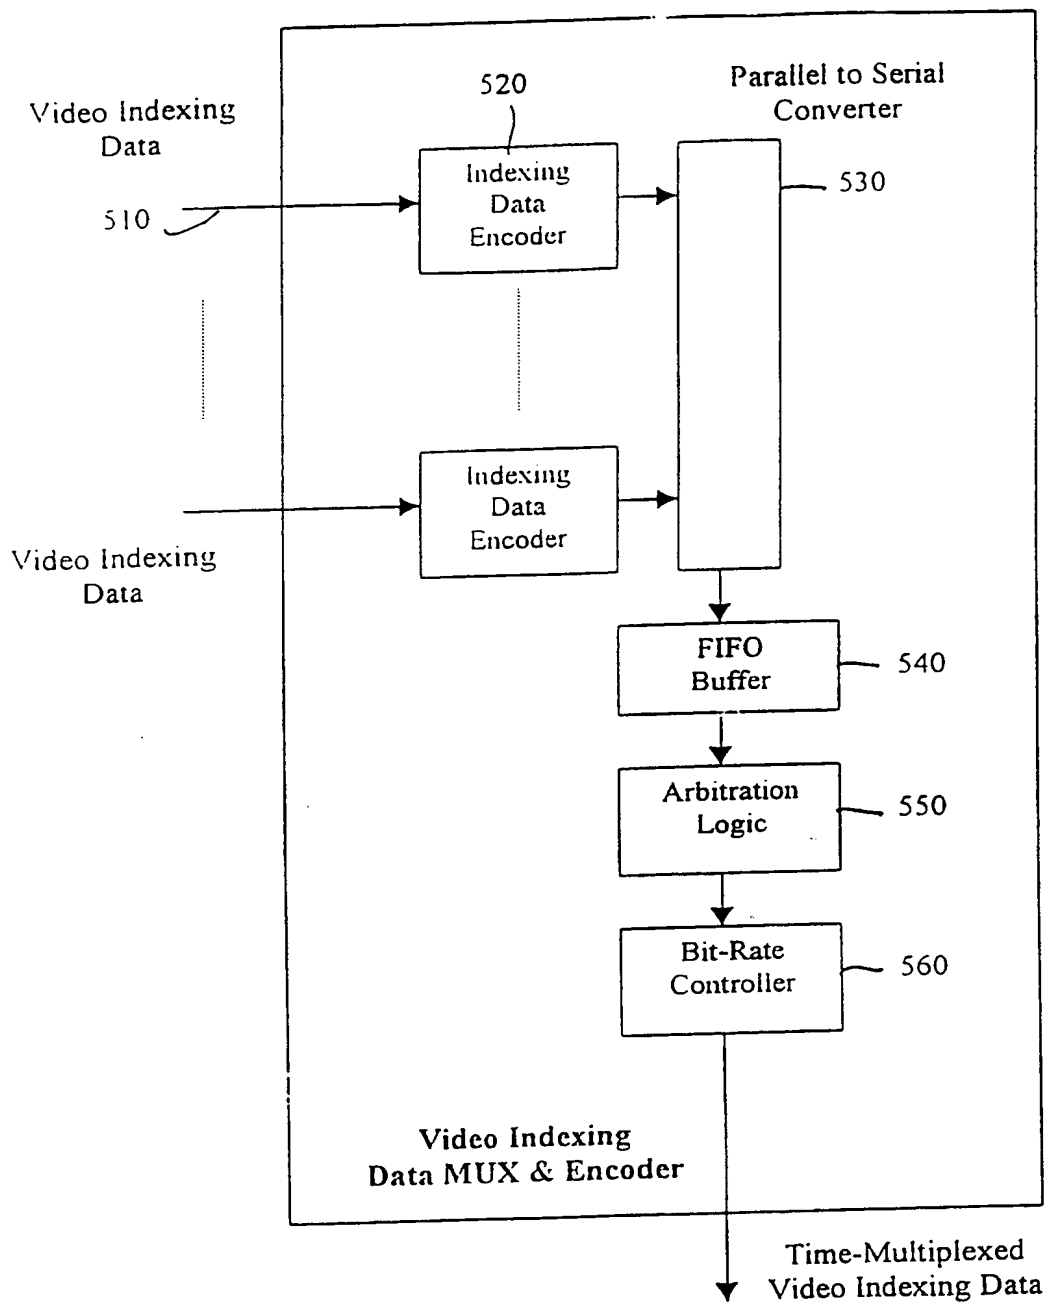 520
Parallel to Serial
Converter
Video Indexing
Data
Indexing
Data
Encoder
530
510
Indexing
Data
Encoder
Video Indexing
Data
FIFO
Buffer
540
Arbitration
Logic
550
Bit-Rate
Controller
560
Video Indexing
Data MUX & Encoder
Time-Multiplexed
Video Indexing Data